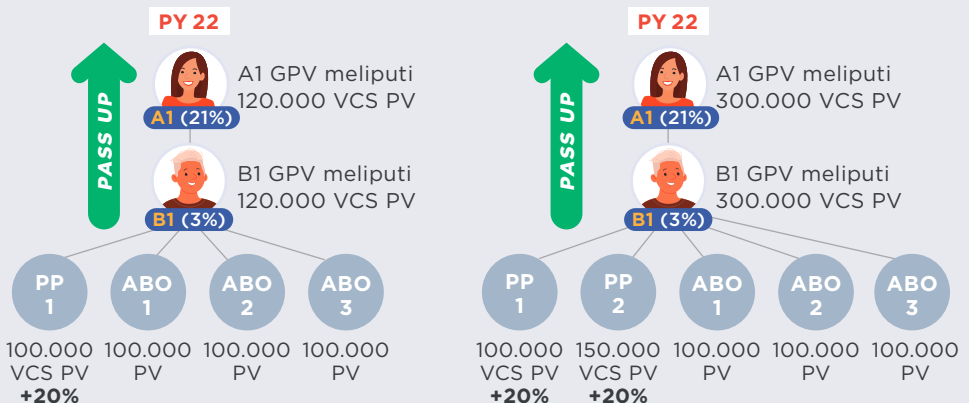 PY 22
PASS UP
A1 GPV meliputi
120.000 VCS PV
A1 (21%)
B1 GPV meliputi
120.000 VCS PV
B1 (3%)
PP
1
ABO
1
ABO
2
ABO
3
100.000
VCS PV
+20%
100.000
PV
100.000
PV
100.000
PV
PY 22
PASS UP
A1 GPV meliputi
300.000 VCS PV
A1 (21%)
B1 GPV meliputi
300.000 VCS PV
B1 (3%)
PP
1
PP
2
ABO
1
ABO
2
ABO
3
100.000
VCS PV
+20%
150.000
VCS PV
+20%
100.000
PV
100.000
PV
100.000
PV